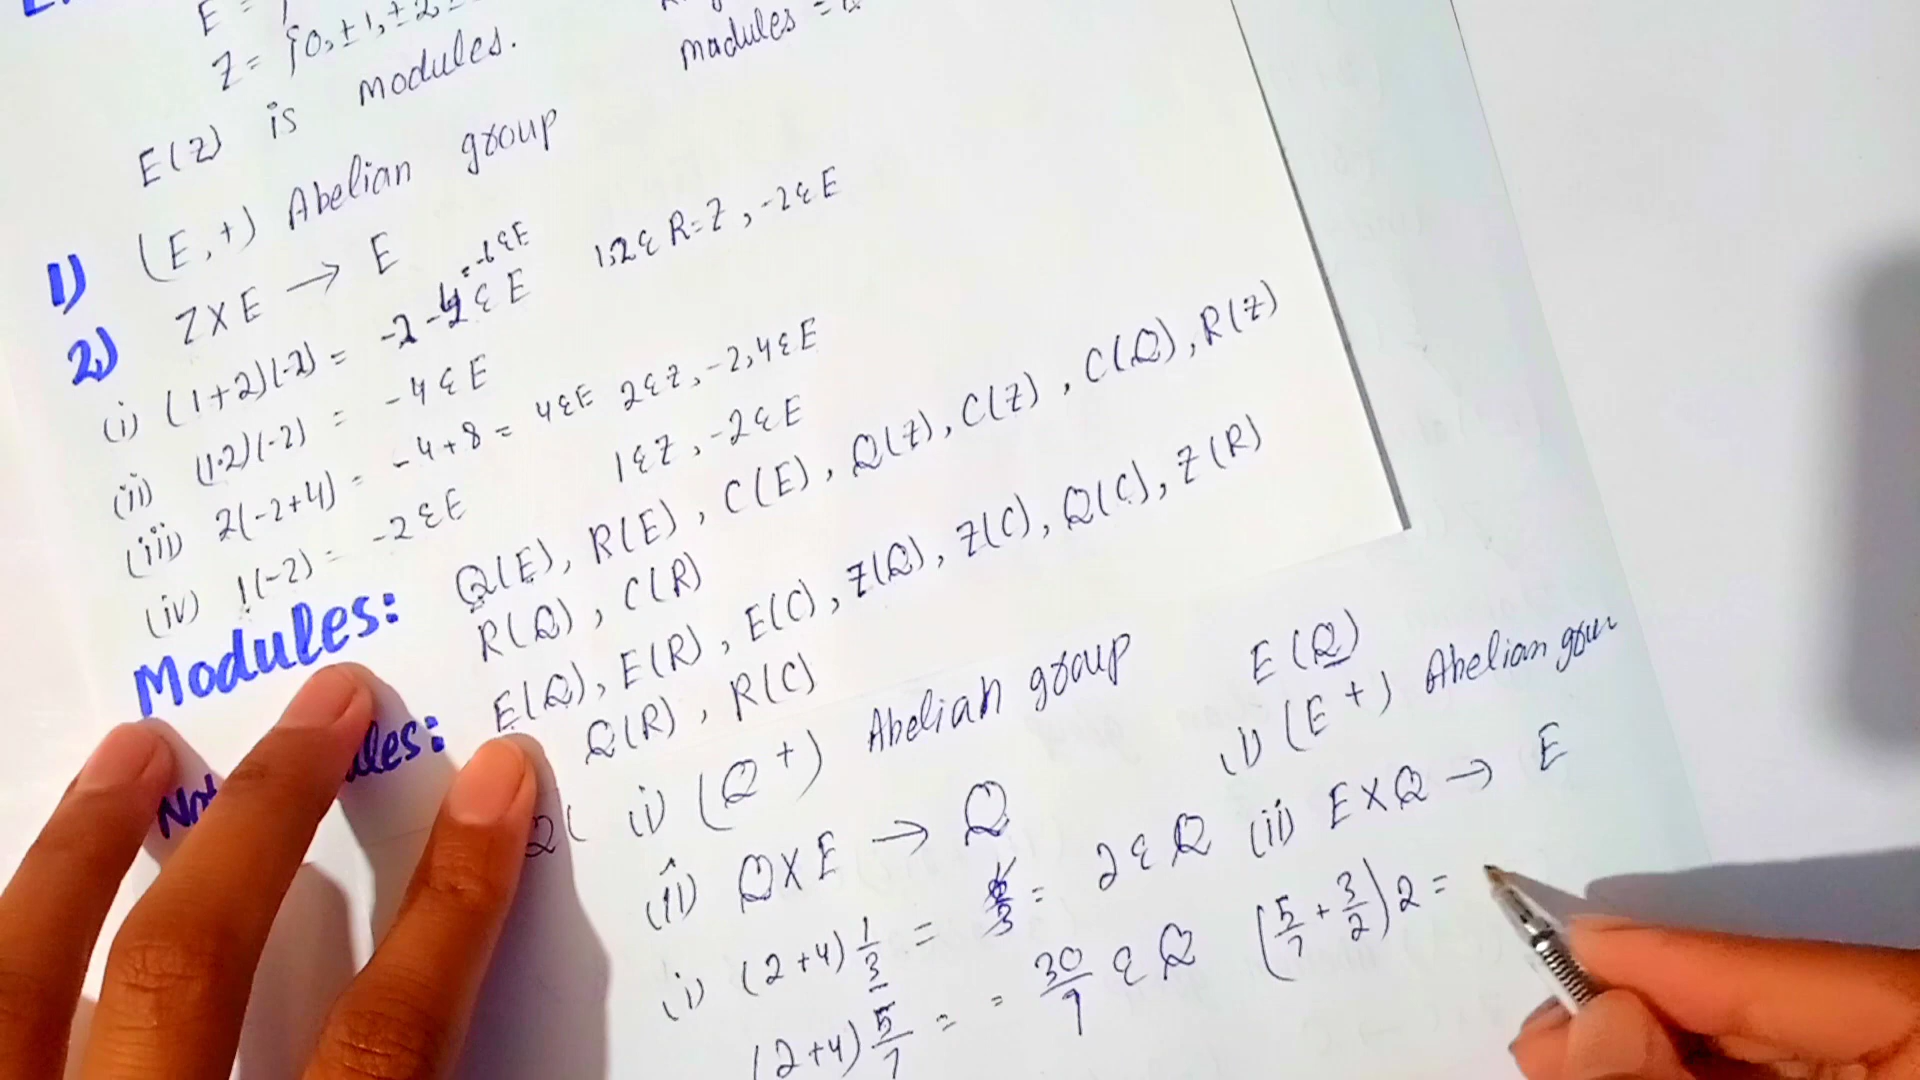 E =
Z = {0, ±1, ±2,
E(Z) is modules.
modules =
1) (E, +) Abelian group
2) Z X E → E
(i) (1+2)(-2) = -2 -4 ε E = -6 ε E 1,2 ε R=Z, -2 ε E
(ii) (1·2)(-2) = -4 ε E
(iii) 2(-2+4) = -4+8 = 4 ε E 2 ε Z, -2,4 ε E
(iv) 1(-2) = -2 ε E 1 ε Z, -2 ε E
Modules: Q(E), R(E), C(E), Q(Z), C(Z), C(Q), R(Z)
R(Q), C(R)
Not ules: E(Q), E(R), E(C), Z(Q), Z(C), Q(C), Z(R)
Q(R), R(C)
Q( i) (Q +) Abelian group
(ii) Q X E → Q
(i) (2+4) 1/3 = 6/3 = 2 ε Q
(2+4) 5/7 = = 30/7 ε Q
E(Q)
(i) (E +) Abelian grou
(ii) E X Q → E
(5/7 + 3/2) 2 =